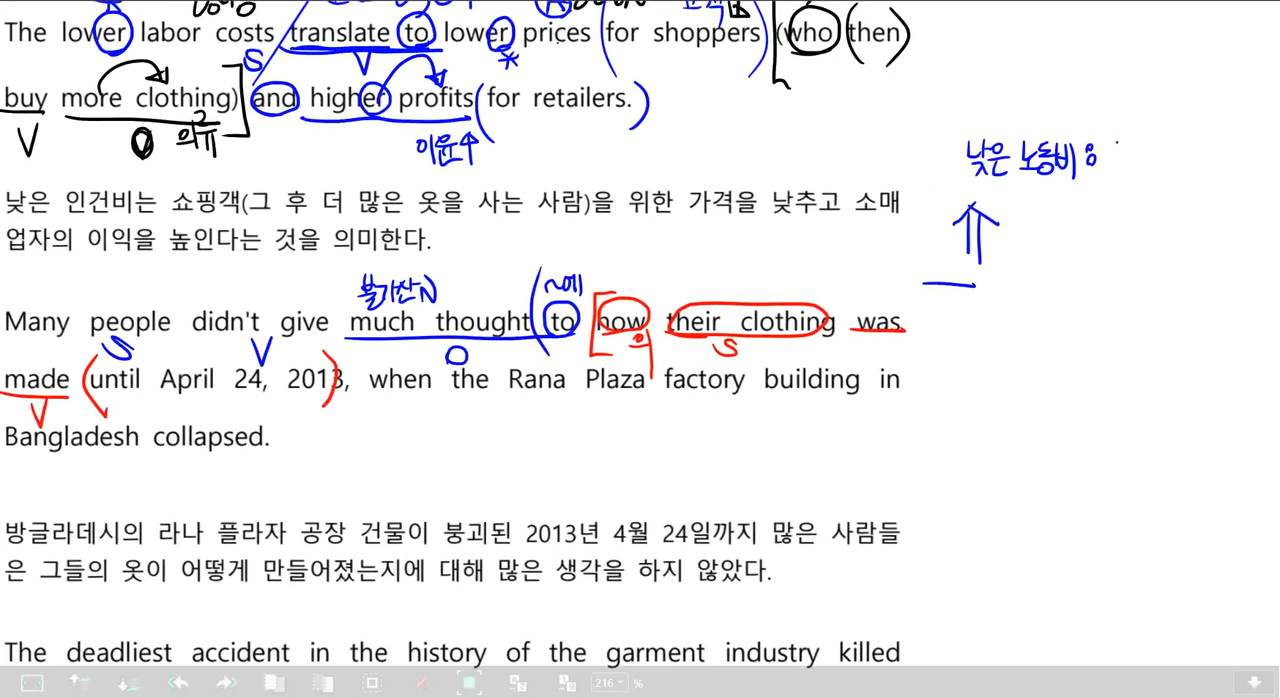 The lower labor costs translate to lower prices (for shoppers) (who (then)
S V *
buy more clothing) and higher profits (for retailers.)
V O 이윤
낮은 노동비용
낮은 인건비는 쇼핑객(그 후 더 많은 옷을 사는 사람)을 위한 가격을 낮추고 소매
업자의 이익을 높인다는 것을 의미한다.
불가산N ~에
Many people didn't give much thought (to [how their clothing was
S V O S
made (until April 24, 2013), when the Rana Plaza factory building in
V
Bangladesh collapsed.
방글라데시의 라나 플라자 공장 건물이 붕괴된 2013년 4월 24일까지 많은 사람들
은 그들의 옷이 어떻게 만들어졌는지에 대해 많은 생각을 하지 않았다.
The deadliest accident in the history of the garment industry killed
216 %